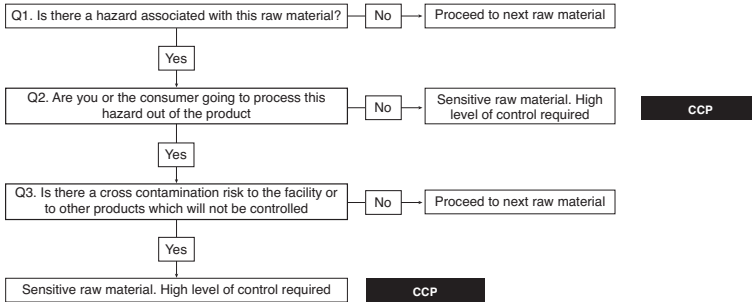 Q1. Is there a hazard associated with this raw material?
No
Proceed to next raw material
Yes
Q2. Are you or the consumer going to process this
hazard out of the product
No
Sensitive raw material. High
level of control required
CCP
Yes
Q3. Is there a cross contamination risk to the facility or
to other products which will not be controlled
No
Proceed to next raw material
Yes
Sensitive raw material. High level of control required
CCP